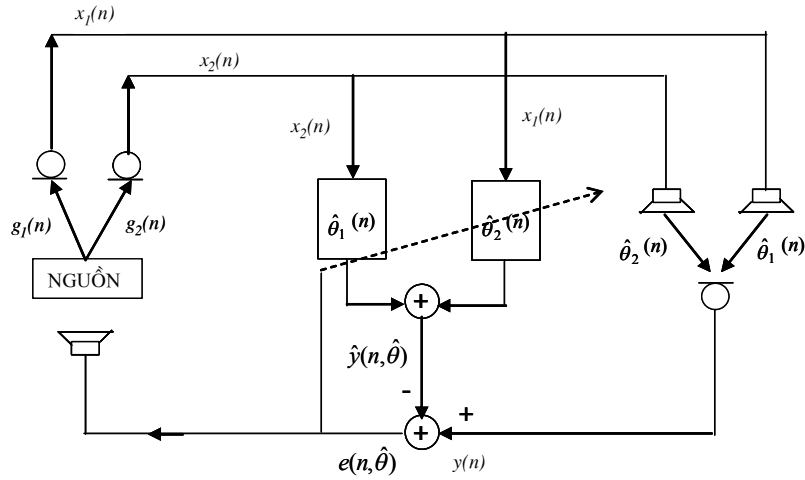 x₁(n)
x₂(n)
x₂(n)
x₁(n)
g₁(n)
g₂(n)
θ̂₁ (n)
θ̂₂ (n)
θ̂₂ (n)
θ̂₁ (n)
NGUỒN
+
ŷ(n,θ̂)
-
+
+
e(n,θ̂)
y(n)